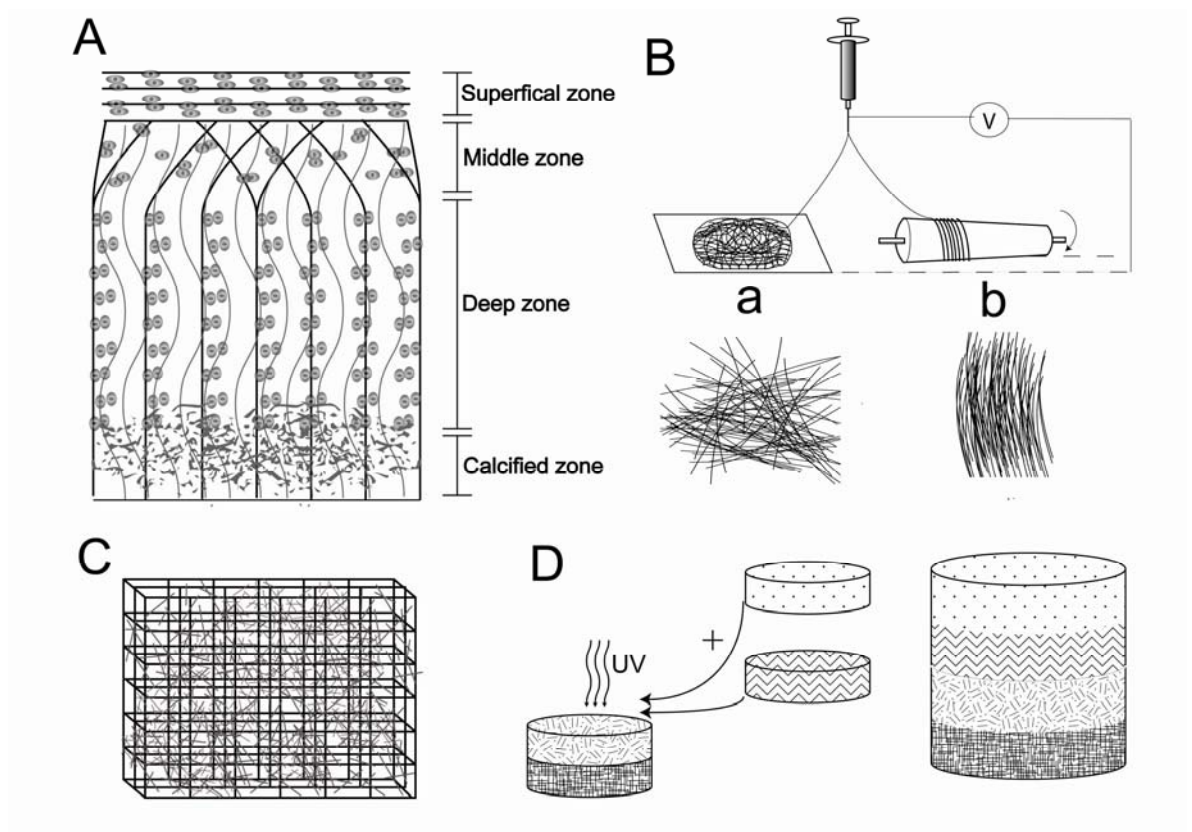 A
Superfical zone
Middle zone
Deep zone
Calcified zone
B
V
a
b
C
D
+
UV